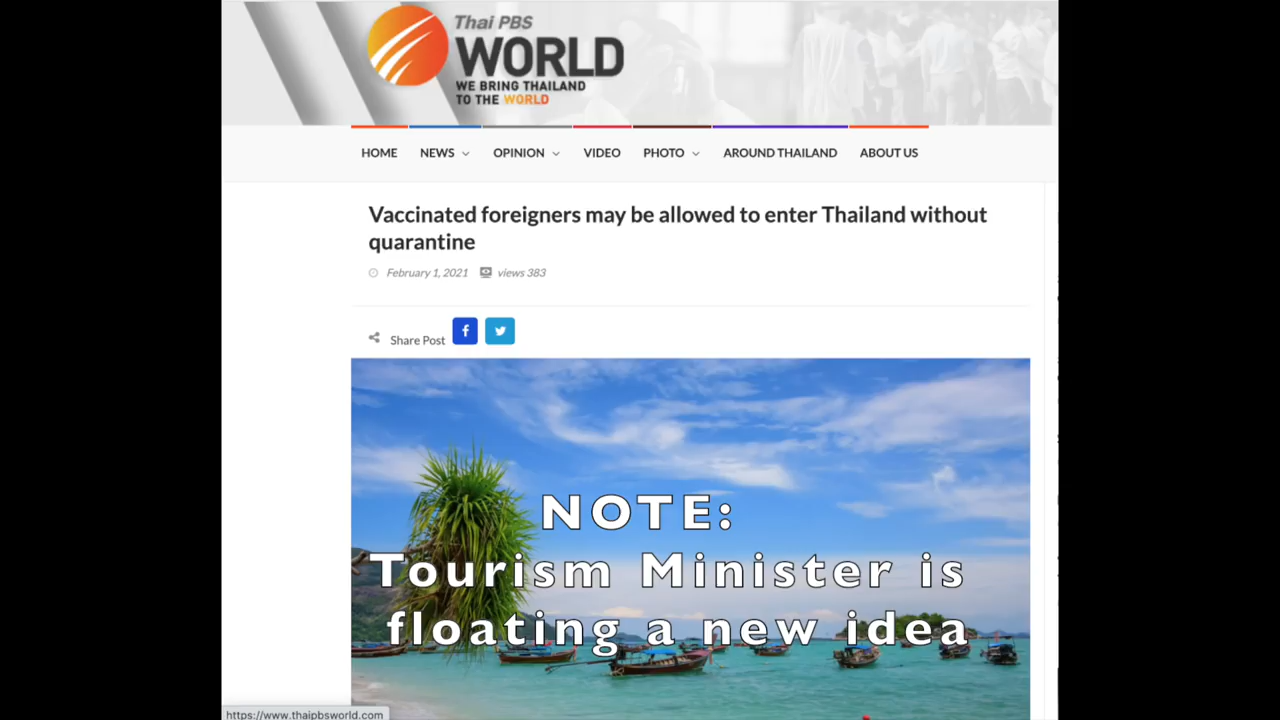 Thai PBS
WORLD
WE BRING THAILAND
TO THE WORLD
HOME NEWS OPINION VIDEO PHOTO AROUND THAILAND ABOUT US
Vaccinated foreigners may be allowed to enter Thailand without
quarantine
February 1, 2021 views 383
Share Post
NOTE:
Tourism Minister is
floating a new idea
https://www.thaipbsworld.com